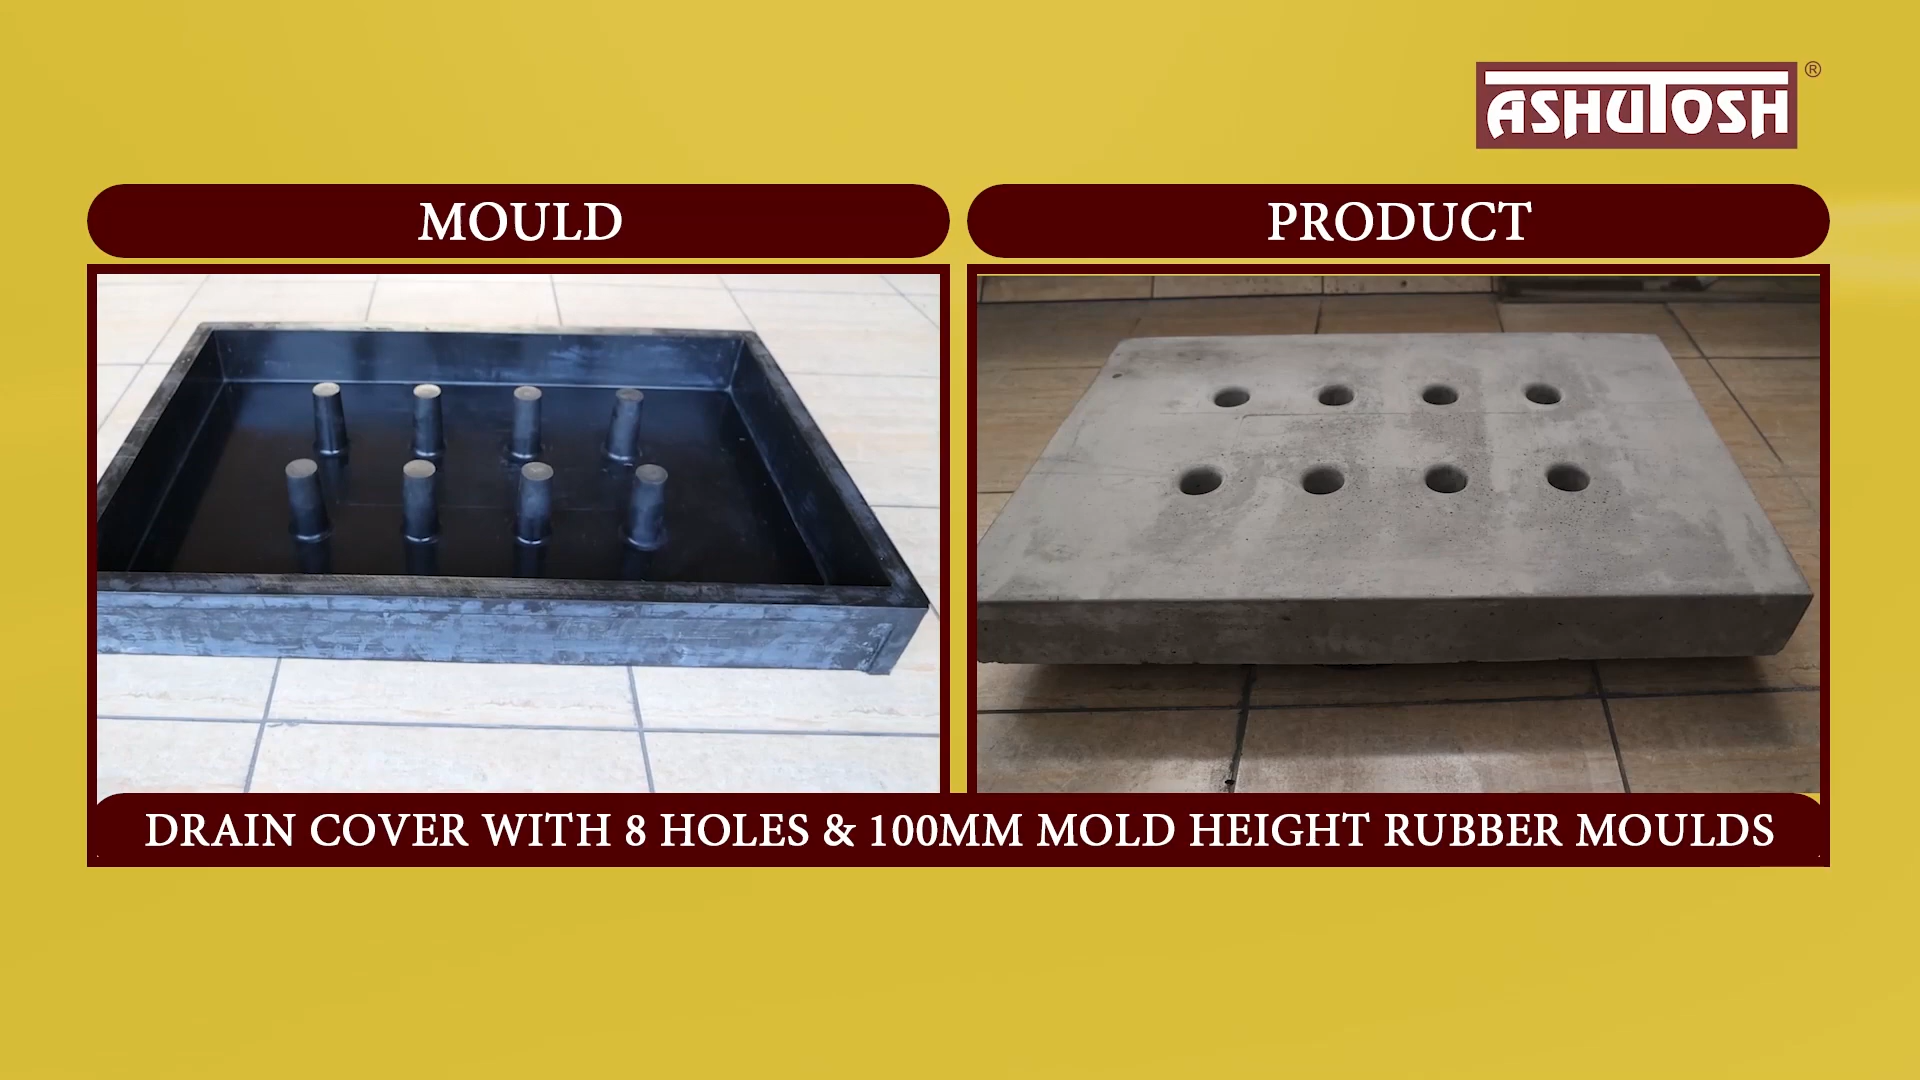 ASHUTOSH ®
MOULD
PRODUCT
DRAIN COVER WITH 8 HOLES & 100MM MOLD HEIGHT RUBBER MOULDS